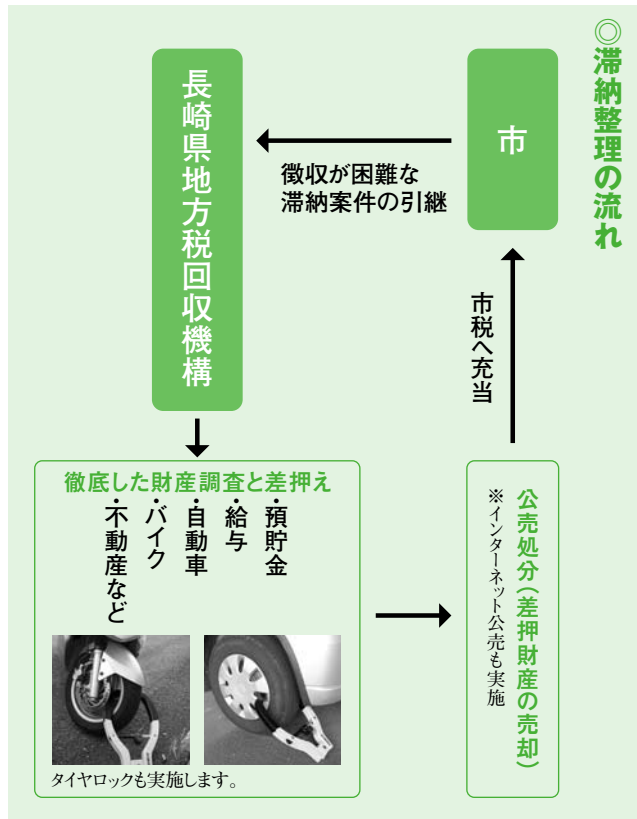 ◎滞納整理の流れ
市
徴収が困難な
滞納案件の引継
長崎県地方税回収機構
徹底した財産調査と差押え
・預貯金
・給与
・自動車
・バイク
・不動産など
タイヤロックも実施します。
公売処分(差押財産の売却)
※インターネット公売も実施
市税へ充当